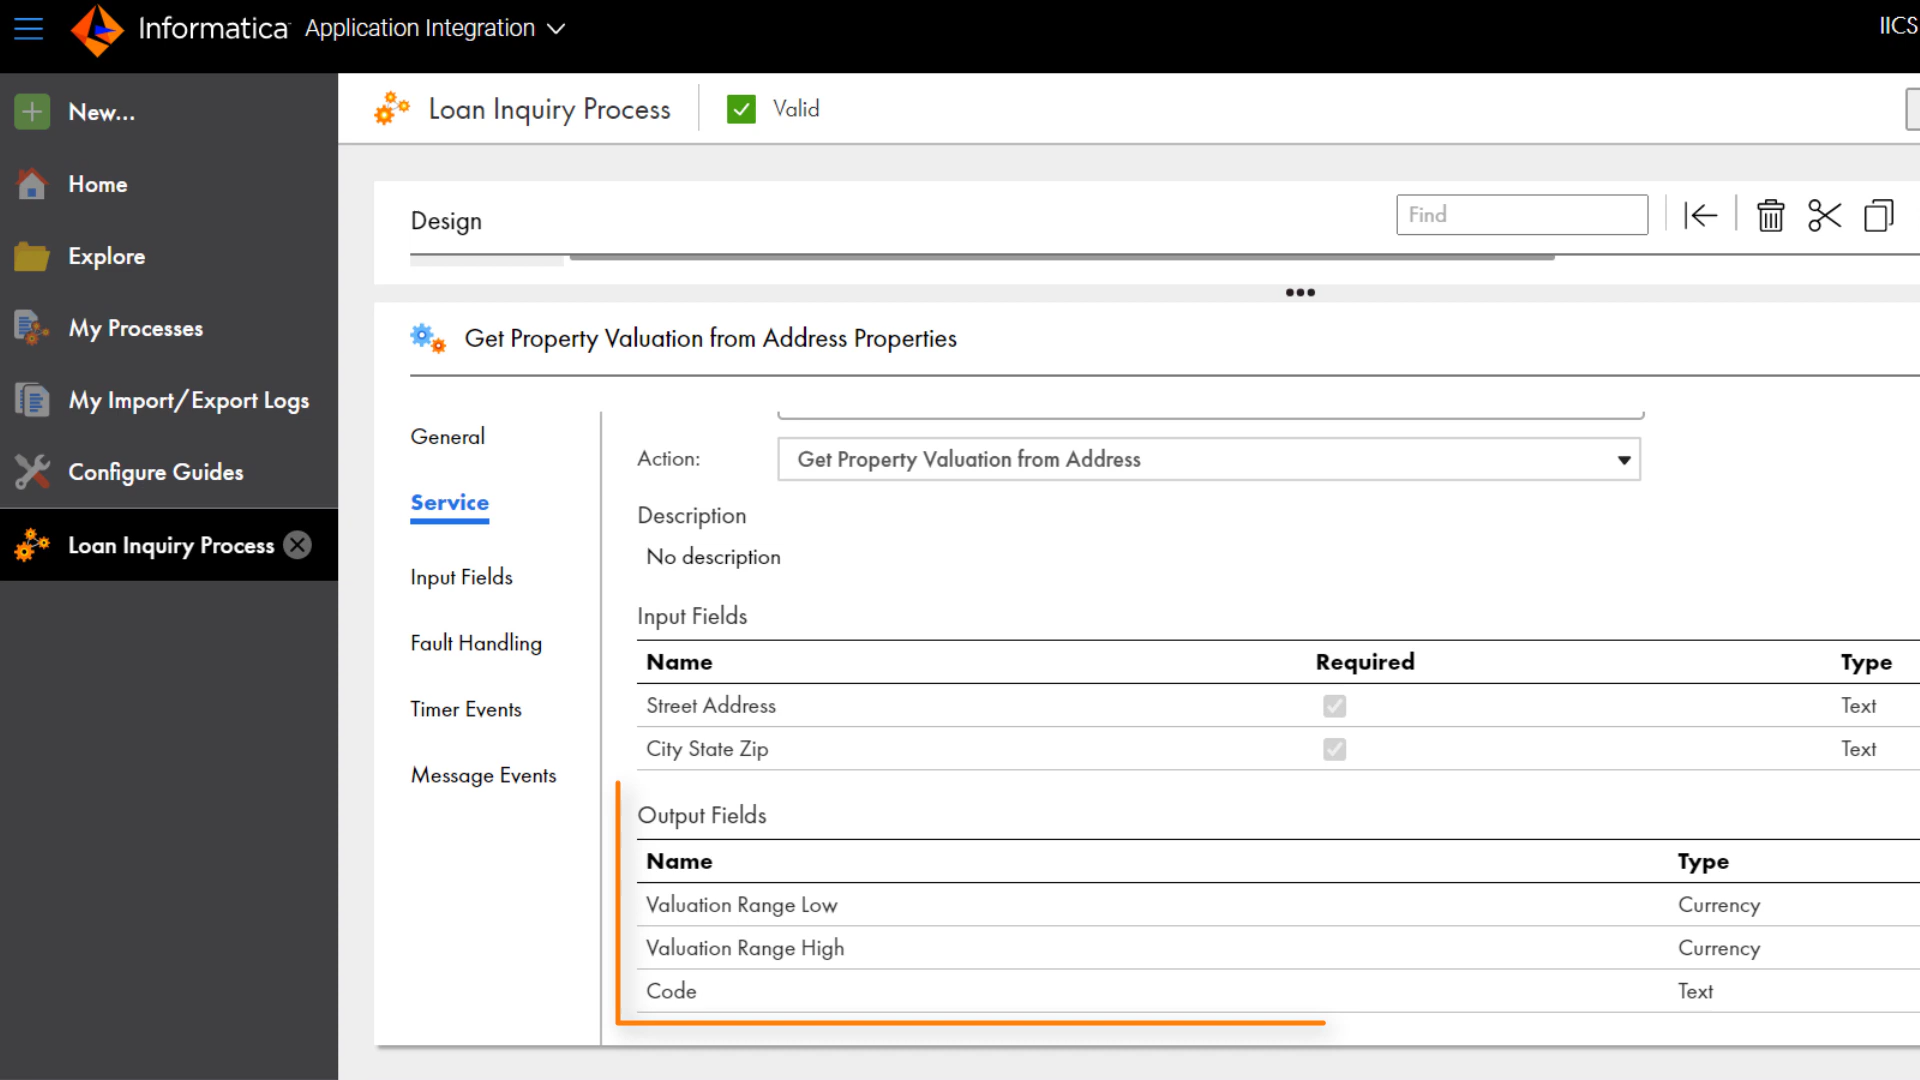 Informatica Application Integration
IICS
New...
Home
Explore
My Processes
My Import/Export Logs
Configure Guides
Loan Inquiry Process
Loan Inquiry Process
Valid
Design
Find
Get Property Valuation from Address Properties
General
Service
Input Fields
Fault Handling
Timer Events
Message Events
Action: Get Property Valuation from Address
Description
No description
Input Fields
Name Required Type
Street Address Text
City State Zip Text
Output Fields
Name Type
Valuation Range Low Currency
Valuation Range High Currency
Code Text